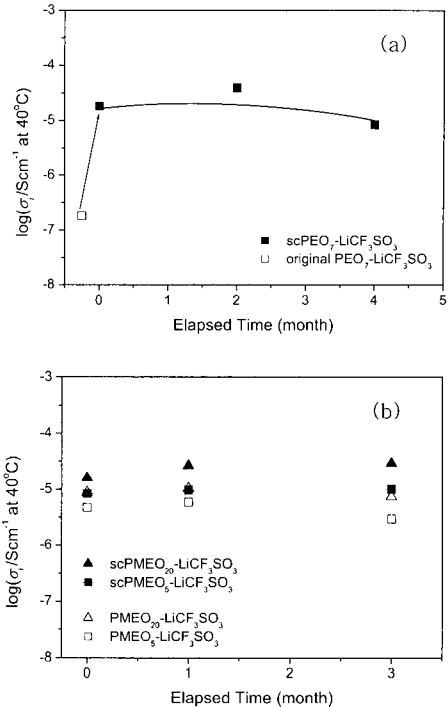 (a)
log(σᵢ/Scm⁻¹ at 40°C)
-3
-4
-5
-6
-7
-8
■ scPEO₇-LiCF₃SO₃
□ original PEO₇-LiCF₃SO₃
0 1 2 3 4 5
Elapsed Time (month)
(b)
log(σᵢ/Scm⁻¹ at 40°C)
-3
-4
-5
-6
-7
-8
▲ scPMEO₂₀-LiCF₃SO₃
■ scPMEO₅-LiCF₃SO₃
△ PMEO₂₀-LiCF₃SO₃
□ PMEO₅-LiCF₃SO₃
0 1 2 3
Elapsed Time (month)